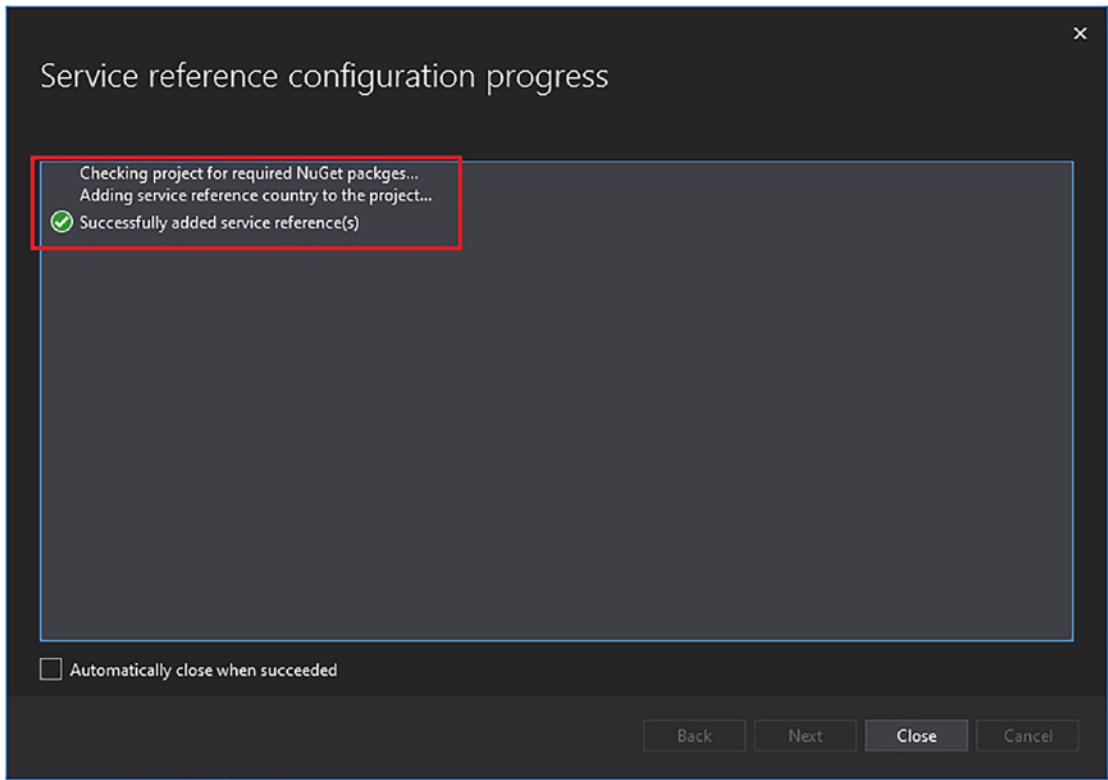 Service reference configuration progress
Checking project for required NuGet packges...
Adding service reference country to the project...
Successfully added service reference(s)
Automatically close when succeeded
Back Next Close Cancel